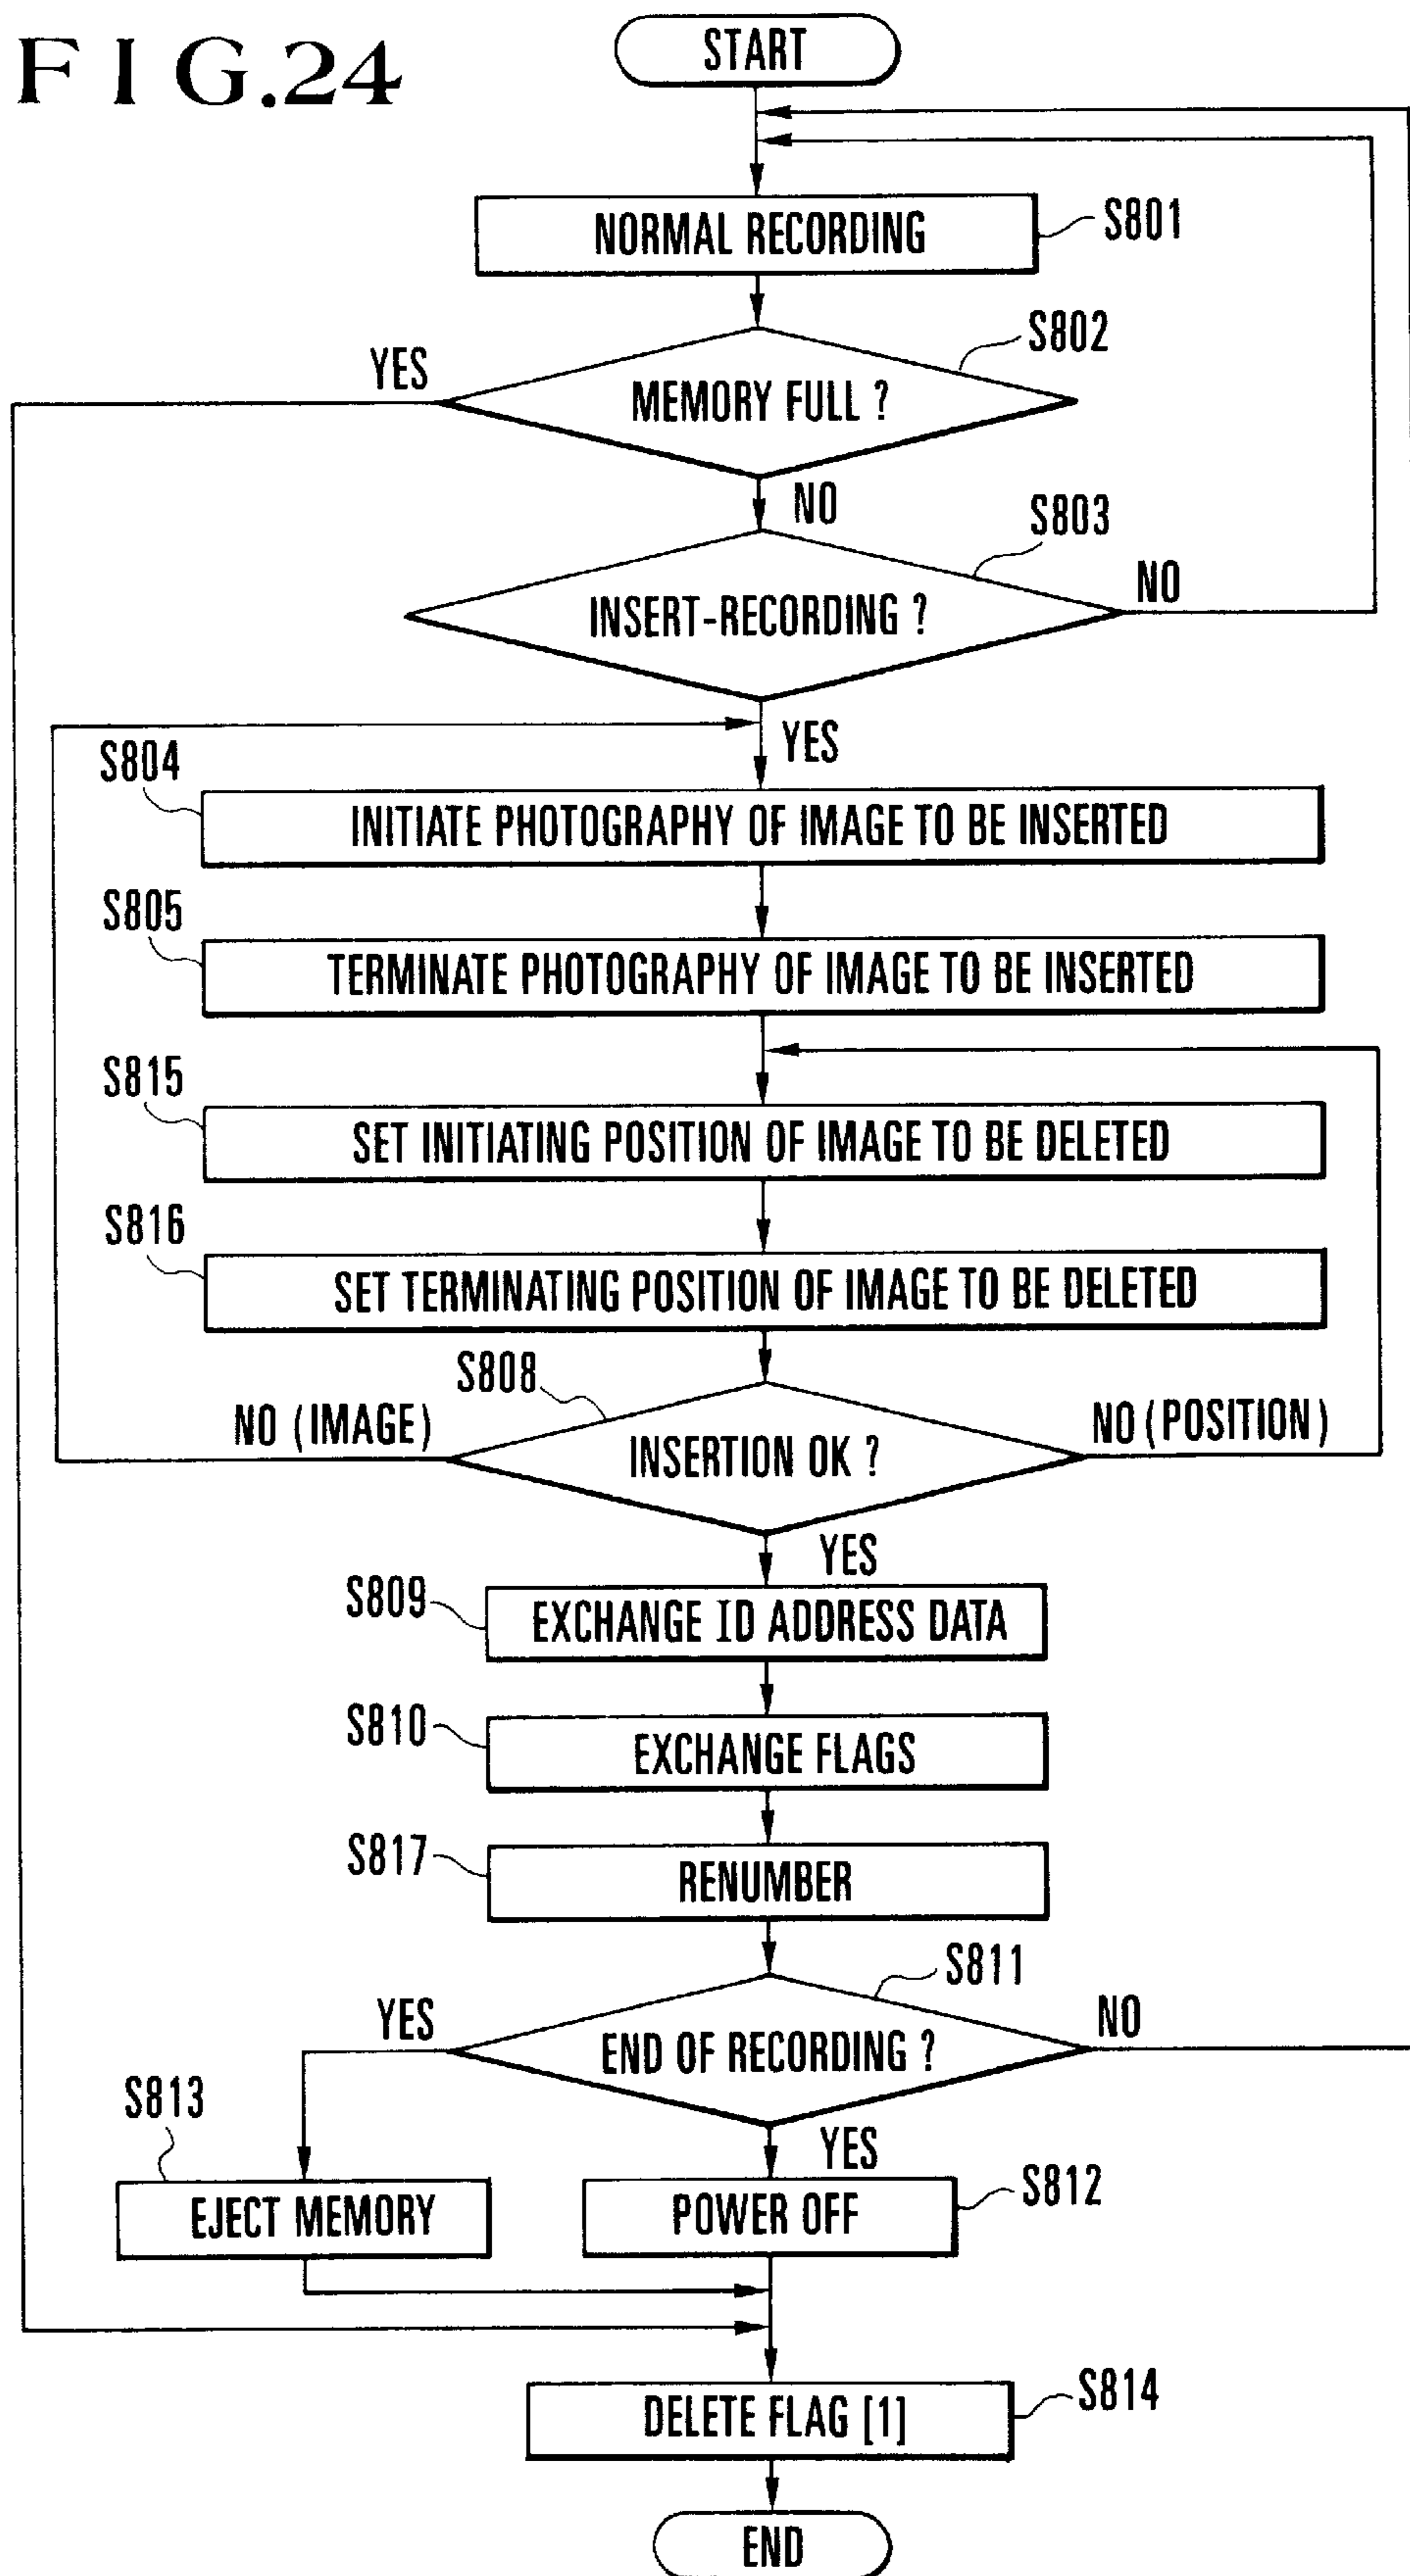 FIG.24
START
NORMAL RECORDING
S801
S802
YES
MEMORY FULL ?
NO
S803
NO
INSERT-RECORDING ?
YES
S804
INITIATE PHOTOGRAPHY OF IMAGE TO BE INSERTED
S805
TERMINATE PHOTOGRAPHY OF IMAGE TO BE INSERTED
S815
SET INITIATING POSITION OF IMAGE TO BE DELETED
S816
SET TERMINATING POSITION OF IMAGE TO BE DELETED
S808
NO (IMAGE)
NO (POSITION)
INSERTION OK ?
YES
S809
EXCHANGE ID ADDRESS DATA
S810
EXCHANGE FLAGS
S817
RENUMBER
S811
YES
NO
END OF RECORDING ?
S813
YES
EJECT MEMORY
POWER OFF
S812
DELETE FLAG [1]
S814
END